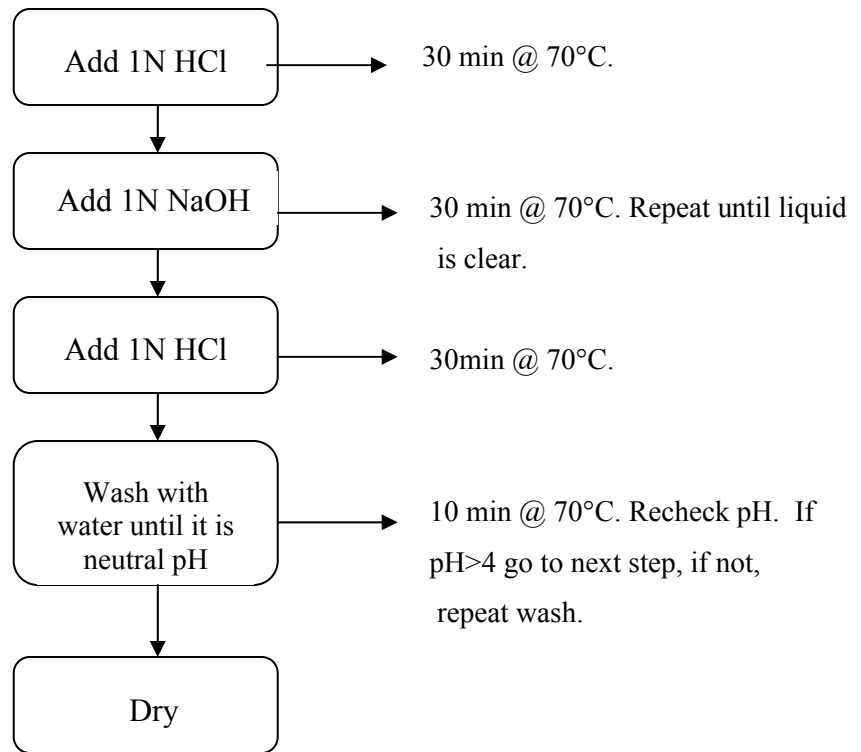 Add 1N HCl
30 min @ 70°C.
Add 1N NaOH
30 min @ 70°C. Repeat until liquid
is clear.
Add 1N HCl
30min @ 70°C.
Wash with
water until it is
neutral pH
10 min @ 70°C. Recheck pH.  If
pH>4 go to next step, if not,
repeat wash.
Dry